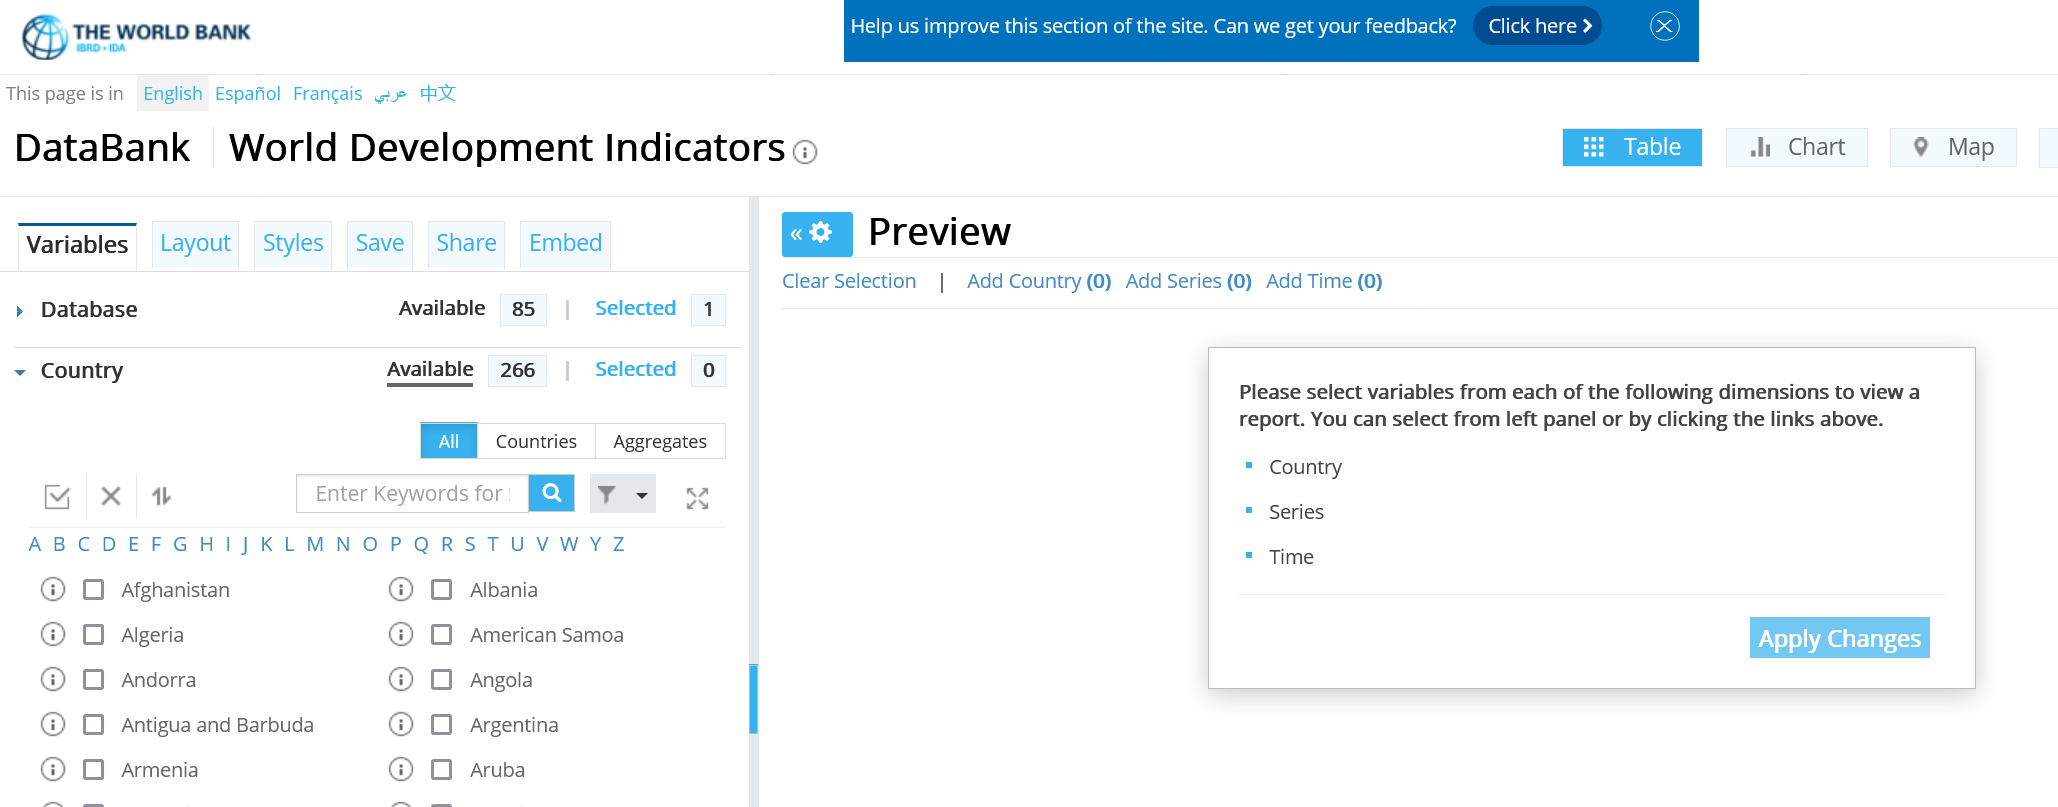 THE WORLD BANK
IBRD • IDA
Help us improve this section of the site. Can we get your feedback? Click here
This page is in English Español Français عربي 中文
DataBank World Development Indicators
Table Chart Map
Variables Layout Styles Save Share Embed
Database Available 85 | Selected 1
Country Available 266 | Selected 0
All Countries Aggregates
Enter Keywords for
A B C D E F G H I J K L M N O P Q R S T U V W Y Z
Afghanistan Albania
Algeria American Samoa
Andorra Angola
Antigua and Barbuda Argentina
Armenia Aruba
Preview
Clear Selection | Add Country (0) Add Series (0) Add Time (0)
Please select variables from each of the following dimensions to view a
report. You can select from left panel or by clicking the links above.
Country
Series
Time
Apply Changes